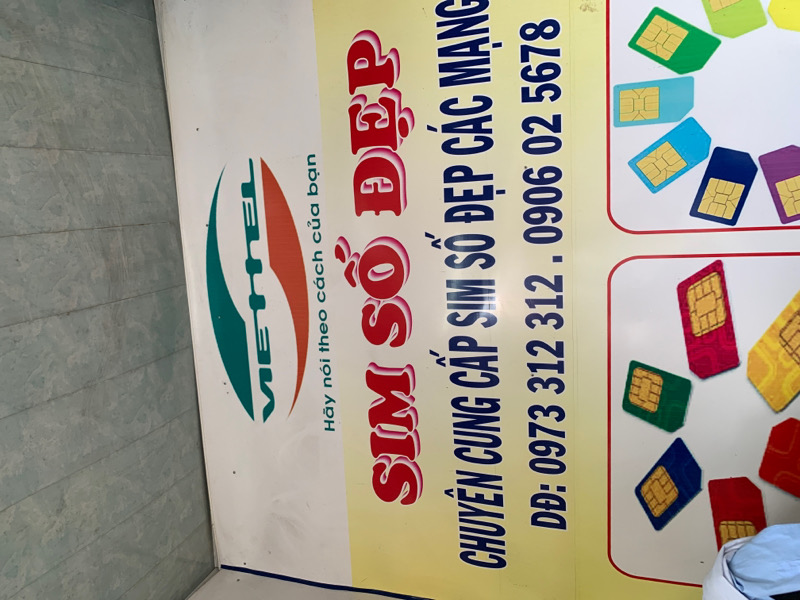 VIETTEL
Hãy nói theo cách của bạn
SIM SỐ ĐẸP
CHUYÊN CUNG CẤP SIM SỐ ĐẸP CÁC MẠNG
DĐ: 0973 312 312 . 0906 02 5678